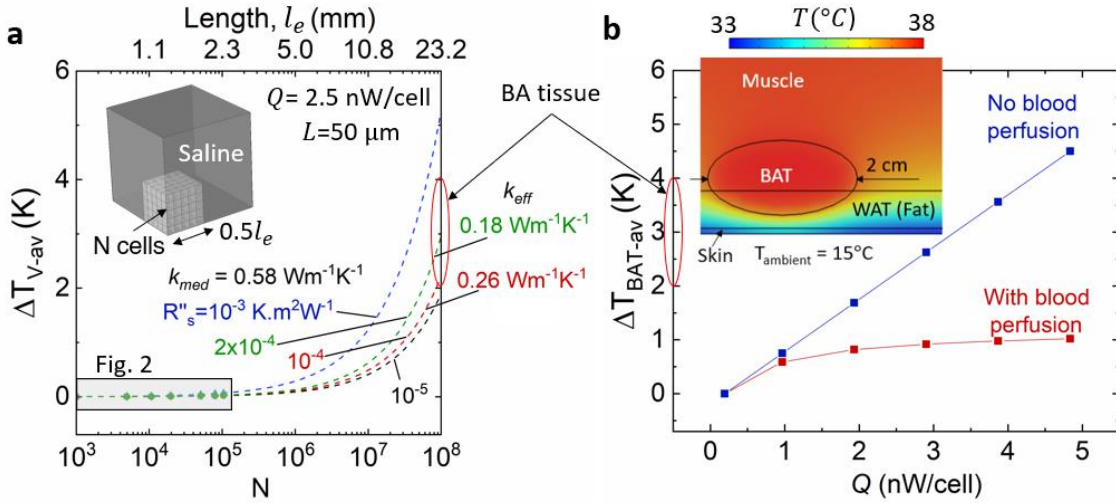 a
Length, l_e (mm)
1.1 2.3 5.0 10.8 23.2
6
4
2
0
ΔT_V-av (K)
Q= 2.5 nW/cell
L=50 μm
Saline
N cells
0.5l_e
k_med = 0.58 Wm⁻¹K⁻¹
R"_s=10⁻³ K.m²W⁻¹
2x10⁻⁴
10⁻⁴
10⁻⁵
k_eff
0.18 Wm⁻¹K⁻¹
0.26 Wm⁻¹K⁻¹
Fig. 2
10³ 10⁴ 10⁵ 10⁶ 10⁷ 10⁸
N
BA tissue
b
T(°C)
33 38
6
5
4
3
2
1
0
ΔT_BAT-av (K)
Muscle
BAT
2 cm
WAT (Fat)
Skin
T_ambient = 15°C
No blood
perfusion
With blood
perfusion
0 1 2 3 4 5
Q (nW/cell)